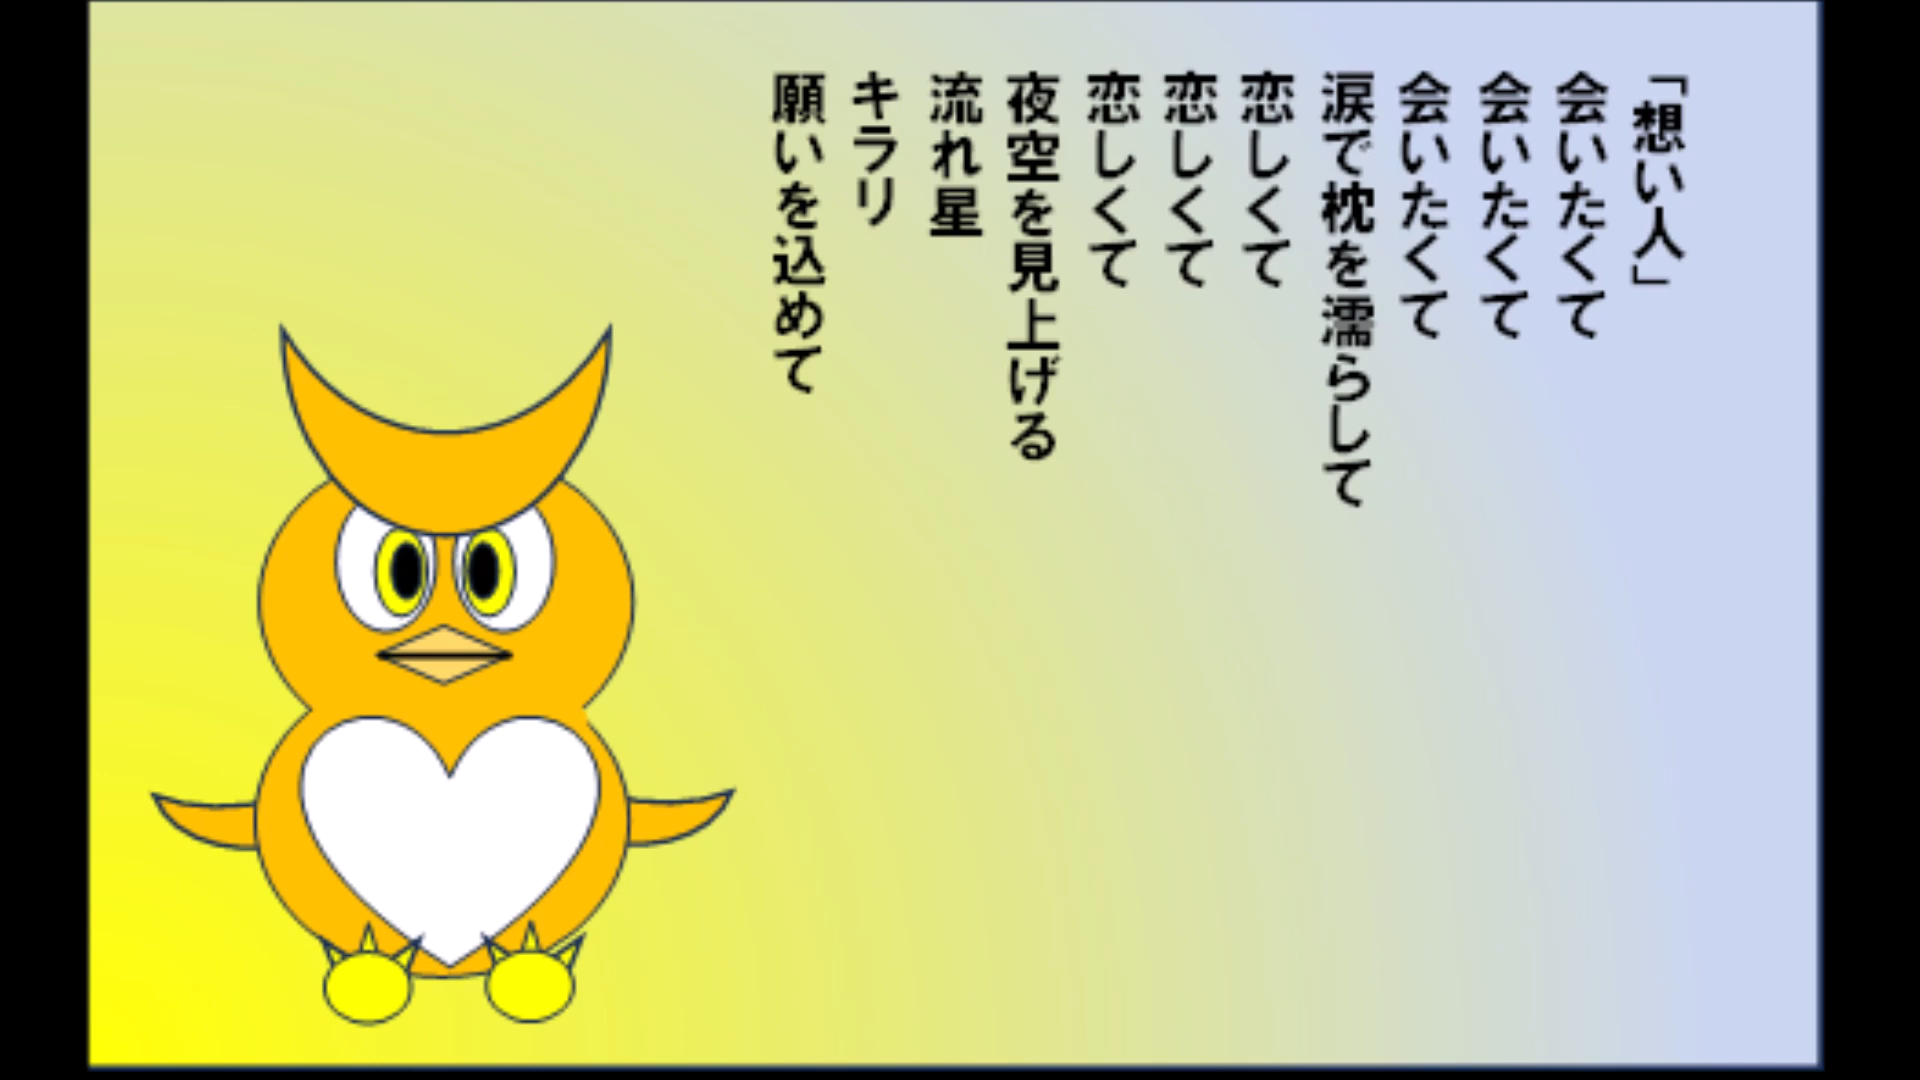 「想い人」
会いたくて
会いたくて
会いたくて
涙で枕を濡らして
恋しくて
恋しくて
恋しくて
夜空を見上げる
流れ星
キラリ
願いを込めて